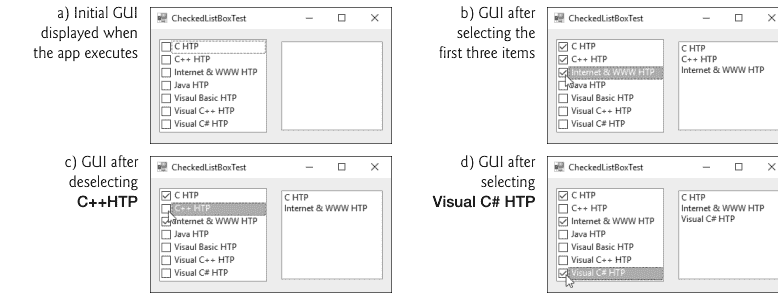 a) Initial GUI
displayed when
the app executes
CheckedListBoxTest
C HTP
C++ HTP
Internet & WWW HTP
Java HTP
Visaul Basic HTP
Visual C++ HTP
Visual C# HTP
b) GUI after
selecting the
first three items
CheckedListBoxTest
C HTP
C++ HTP
Internet & WWW HTP
Java HTP
Visaul Basic HTP
Visual C++ HTP
Visual C# HTP
C HTP
C++ HTP
Internet & WWW HTP
c) GUI after
deselecting
C++HTP
CheckedListBoxTest
C HTP
C++ HTP
Internet & WWW HTP
Java HTP
Visaul Basic HTP
Visual C++ HTP
Visual C# HTP
C HTP
Internet & WWW HTP
d) GUI after
selecting
Visual C# HTP
CheckedListBoxTest
C HTP
C++ HTP
Internet & WWW HTP
Java HTP
Visaul Basic HTP
Visual C++ HTP
Visual C# HTP
C HTP
Internet & WWW HTP
Visual C# HTP